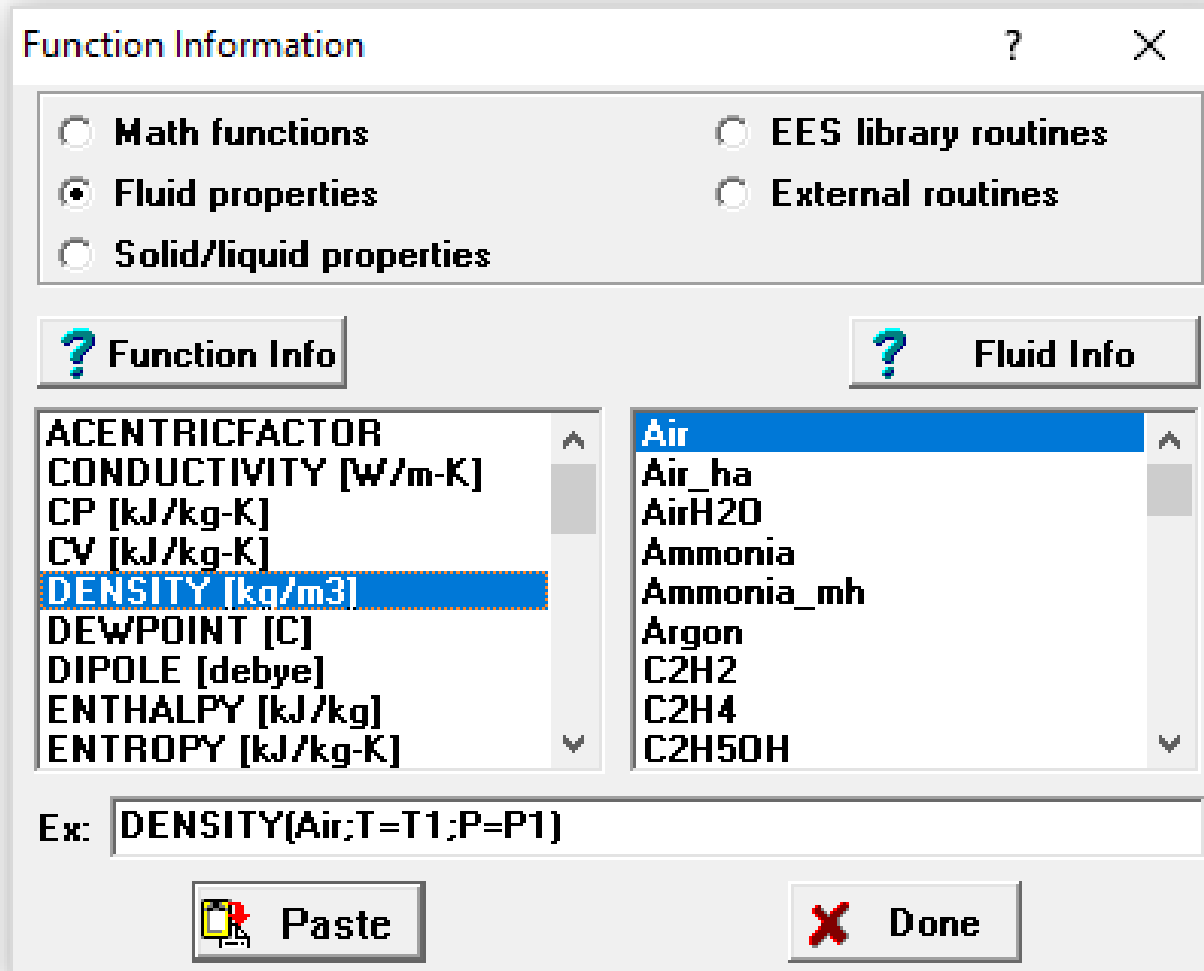 Function Information
Math functions
EES library routines
Fluid properties
External routines
Solid/liquid properties
Function Info
Fluid Info
ACENTRICFACTOR
CONDUCTIVITY [W/m-K]
CP [kJ/kg-K]
CV [kJ/kg-K]
DENSITY [kg/m3]
DEWPOINT [C]
DIPOLE [debye]
ENTHALPY [kJ/kg]
ENTROPY [kJ/kg-K]
Air
Air_ha
AirH2O
Ammonia
Ammonia_mh
Argon
C2H2
C2H4
C2H5OH
Ex: DENSITY(Air;T=T1;P=P1)
Paste
Done